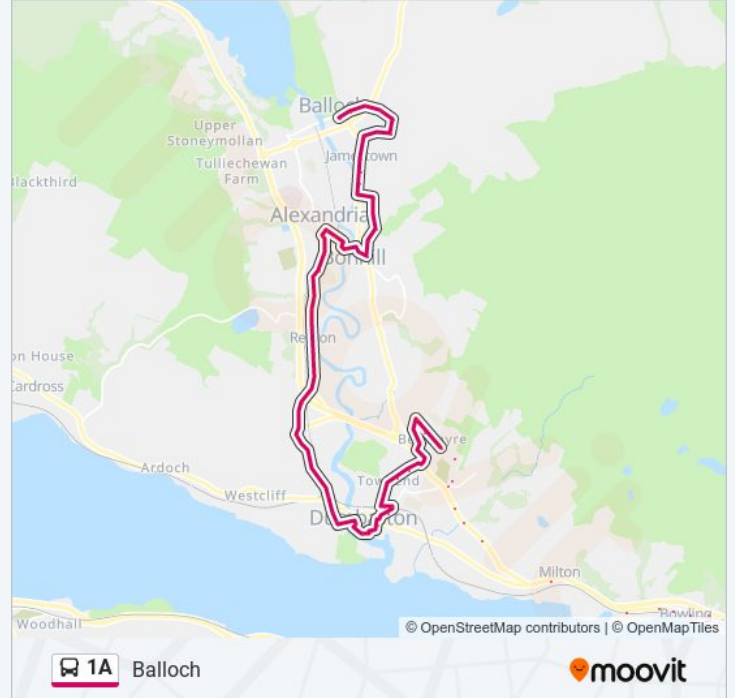 Balloch
Upper
Stoneymollan
Jamestown
Tulliechewan
Farm
Blackthird
Alexandria
Bonhill
Renton
on House
Cardross
Bellsmyre
Ardoch
Townend
Westcliff
Dumbarton
Milton
Bowling
Woodhall
© OpenStreetMap contributors | © OpenMapTiles
1A Balloch
moovit